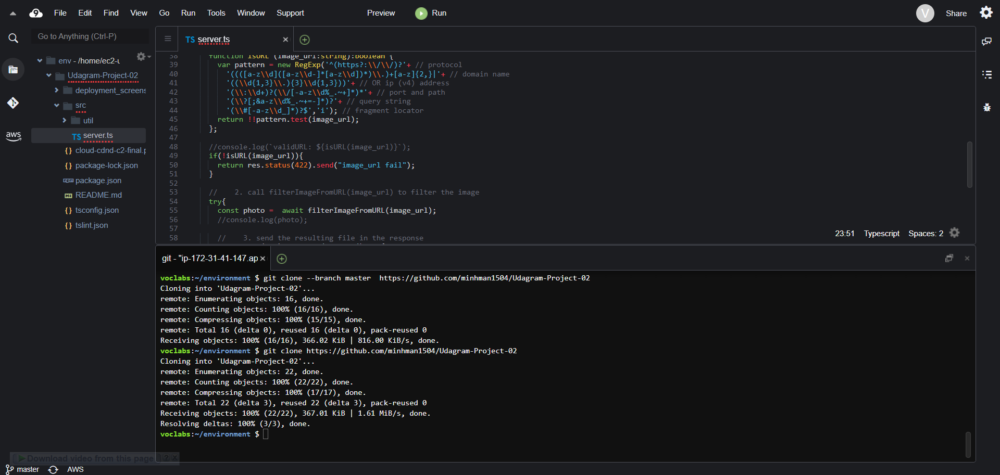 File Edit Find View Go Run Tools Window Support Preview Run V Share
Go to Anything (Ctrl-P)
env - /home/ec2-u
Udagram-Project-02
deployment_screens
src
util
TS server.ts
{} cloud-cdnd-c2-final.p
{} package-lock.json
package.json
README.md
{} tsconfig.json
{} tslint.json
aws
TS server.ts
38 function isURL (image_url:string):boolean {
39 var pattern = new RegExp('^(https?:\\/\\/)?'+ // protocol
40 '((([a-z\\d]([a-z\\d-]*[a-z\\d])*)\\.)+[a-z]{2,}|'+ // domain name
41 '((\\d{1,3}\\.){3}\\d{1,3}))'+ // OR ip (v4) address
42 '(\\:\\d+)?(\\/[-a-z\\d%_.~+]*)*'+ // port and path
43 '(\\?[;&a-z\\d%_.~+=-]*)?'+ // query string
44 '(\\#[-a-z\\d_]*)?$','i'); // fragment locator
45 return !!pattern.test(image_url);
46 };
47
48 //console.log(`validURL: ${isURL(image_url)}`);
49 if(!isURL(image_url)){
50 return res.status(422).send("image_url fail");
51 }
52
53 // 2. call filterImageFromURL(image_url) to filter the image
54 try{
55 const photo = await filterImageFromURL(image_url);
56 //console.log(photo);
57
58 // 3. send the resulting file in the response
23:51 Typescript Spaces: 2
git - "ip-172-31-41-147.ap
voclabs:~/environment $ git clone --branch master  https://github.com/minhman1504/Udagram-Project-02
Cloning into 'Udagram-Project-02'...
remote: Enumerating objects: 16, done.
remote: Counting objects: 100% (16/16), done.
remote: Compressing objects: 100% (15/15), done.
remote: Total 16 (delta 0), reused 16 (delta 0), pack-reused 0
Receiving objects: 100% (16/16), 366.02 KiB | 816.00 KiB/s, done.
voclabs:~/environment $ git clone https://github.com/minhman1504/Udagram-Project-02
Cloning into 'Udagram-Project-02'...
remote: Enumerating objects: 22, done.
remote: Counting objects: 100% (22/22), done.
remote: Compressing objects: 100% (17/17), done.
remote: Total 22 (delta 3), reused 22 (delta 3), pack-reused 0
Receiving objects: 100% (22/22), 367.01 KiB | 1.61 MiB/s, done.
Resolving deltas: 100% (3/3), done.
voclabs:~/environment $
Download video from this page ? X
master AWS